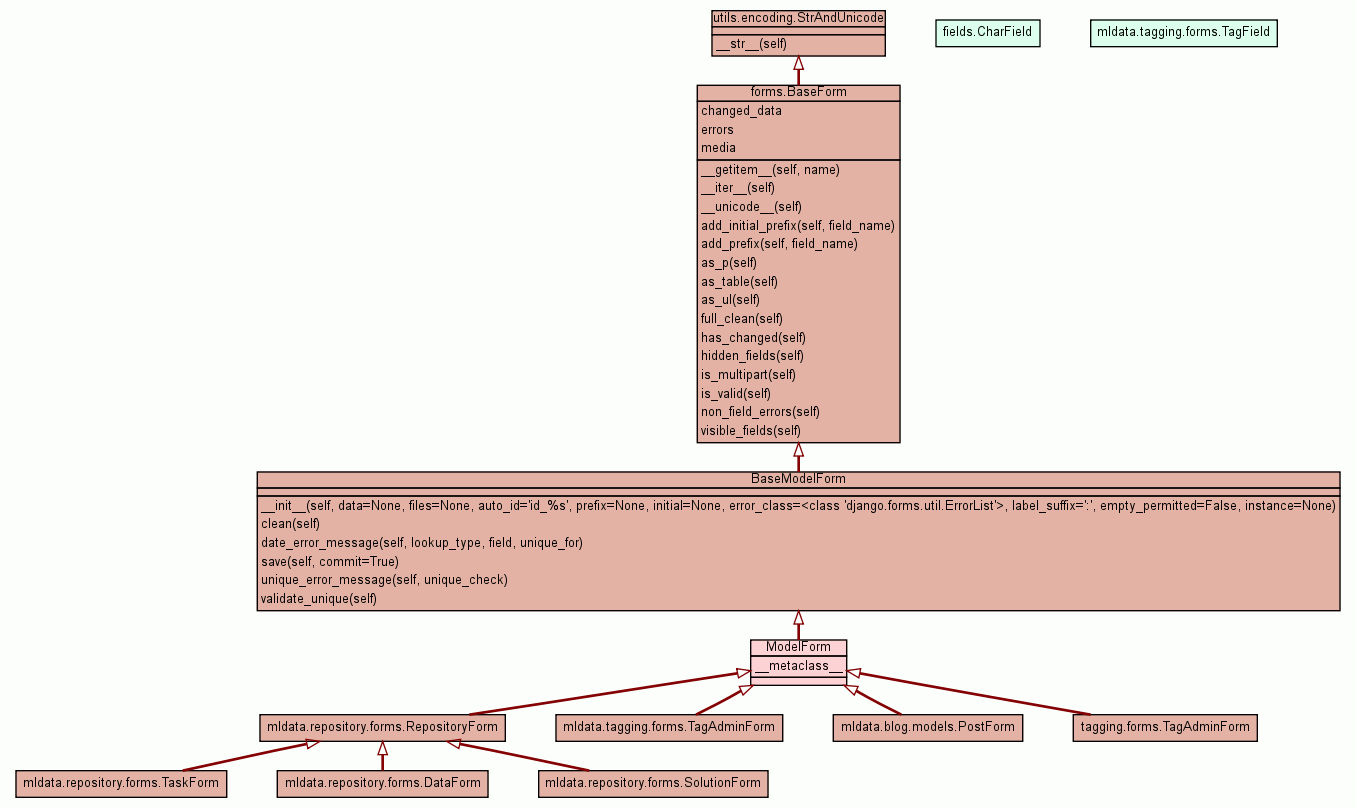 utils.encoding.StrAndUnicode
__str__(self)
fields.CharField
mldata.tagging.forms.TagField
forms.BaseForm
changed_data
errors
media
__getitem__(self, name)
__iter__(self)
__unicode__(self)
add_initial_prefix(self, field_name)
add_prefix(self, field_name)
as_p(self)
as_table(self)
as_ul(self)
full_clean(self)
has_changed(self)
hidden_fields(self)
is_multipart(self)
is_valid(self)
non_field_errors(self)
visible_fields(self)
BaseModelForm
__init__(self, data=None, files=None, auto_id='id_%s', prefix=None, initial=None, error_class=<class 'django.forms.util.ErrorList'>, label_suffix=':', empty_permitted=False, instance=None)
clean(self)
date_error_message(self, lookup_type, field, unique_for)
save(self, commit=True)
unique_error_message(self, unique_check)
validate_unique(self)
ModelForm
__metaclass__
mldata.repository.forms.RepositoryForm
mldata.tagging.forms.TagAdminForm
mldata.blog.models.PostForm
tagging.forms.TagAdminForm
mldata.repository.forms.TaskForm
mldata.repository.forms.DataForm
mldata.repository.forms.SolutionForm